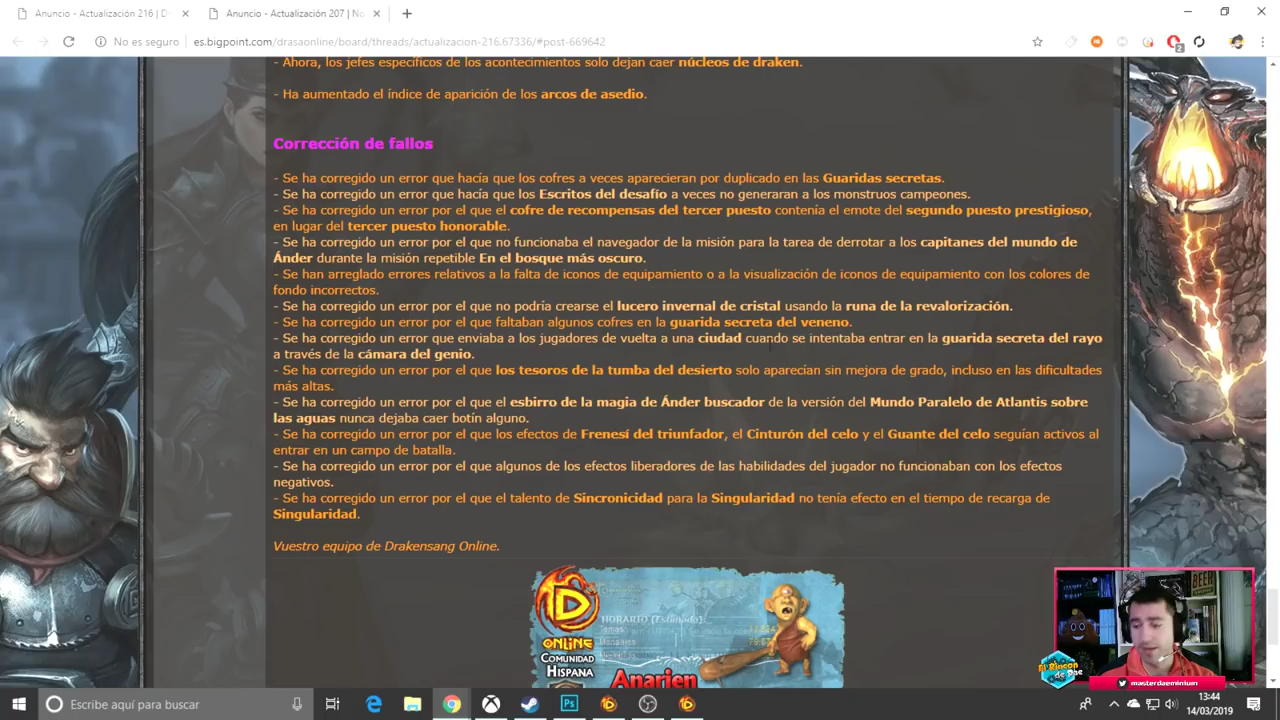 Anuncio - Actualización 216 | D
Anuncio - Actualización 207 | No
No es seguro
es.bigpoint.com/drasaonline/board/threads/actualizacion-216.67336/#post-669642
2
- Ahora, los jefes específicos de los acontecimientos solo dejan caer núcleos de draken.
- Ha aumentado el índice de aparición de los arcos de asedio.
Corrección de fallos
- Se ha corregido un error que hacía que los cofres a veces aparecieran por duplicado en las Guaridas secretas.
- Se ha corregido un error que hacía que los Escritos del desafío a veces no generaran a los monstruos campeones.
- Se ha corregido un error por el que el cofre de recompensas del tercer puesto contenía el emote del segundo puesto prestigioso,
en lugar del tercer puesto honorable.
- Se ha corregido un error por el que no funcionaba el navegador de la misión para la tarea de derrotar a los capitanes del mundo de
Ánder durante la misión repetible En el bosque más oscuro.
- Se han arreglado errores relativos a la falta de iconos de equipamiento o a la visualización de iconos de equipamiento con los colores de
fondo incorrectos.
- Se ha corregido un error por el que no podría crearse el lucero invernal de cristal usando la runa de la revalorización.
- Se ha corregido un error por el que faltaban algunos cofres en la guarida secreta del veneno.
- Se ha corregido un error por el que enviaba a los jugadores de vuelta a una ciudad cuando se intentaba entrar en la guarida secreta del rayo
a través de la cámara del genio.
- Se ha corregido un error por el que los tesoros de la tumba del desierto solo aparecían sin mejora de grado, incluso en las dificultades
más altas.
- Se ha corregido un error por el que el esbirro de la magia de Ánder buscador de la versión del Mundo Paralelo de Atlantis sobre
las aguas nunca dejaba caer botín alguno.
- Se ha corregido un error por el que los efectos de Frenesí del triunfador, el Cinturón del celo y el Guante del celo seguían activos al
entrar en un campo de batalla.
- Se ha corregido un error por el que algunos de los efectos liberadores de las habilidades del jugador no funcionaban con los efectos
negativos.
- Se ha corregido un error por el que el talento de Sincronicidad para la Singularidad no tenía efecto en el tiempo de recarga de
Singularidad.
Vuestro equipo de Drakensang Online.
HORARIO (Estimado):
ONLINE
COMUNIDAD
HISPANA
Anarien
BEER
El Rincón
de Dae
masterdaeminium
Escribe aquí para buscar
13:44
14/03/2019